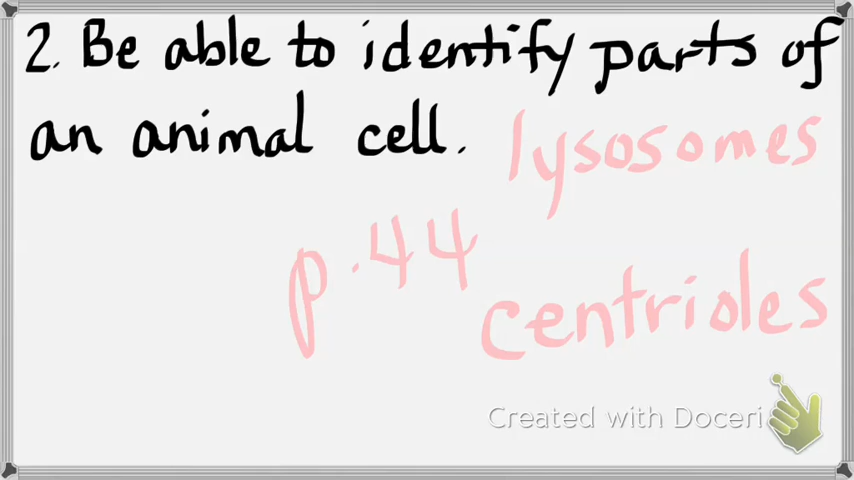 2. Be able to identify parts of
an animal cell.
lysosomes
p.44
centrioles
Created with Doceri